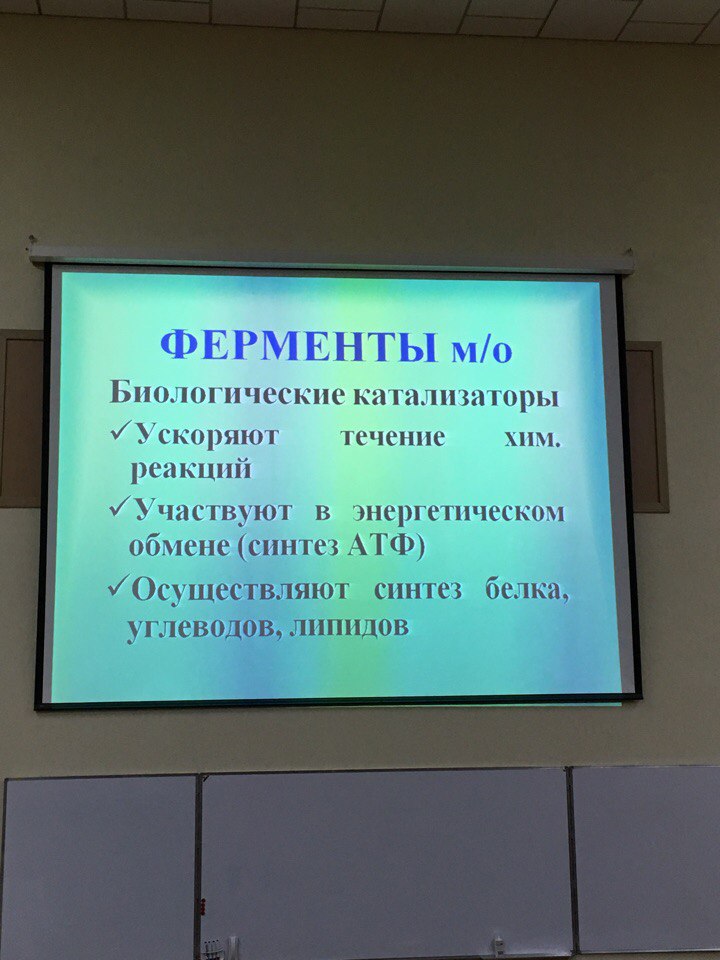 ФЕРМЕНТЫ м/о
Биологические катализаторы
✓Ускоряют течение хим.
реакций
✓Участвуют в энергетическом
обмене (синтез АТФ)
✓Осуществляют синтез белка,
углеводов, липидов